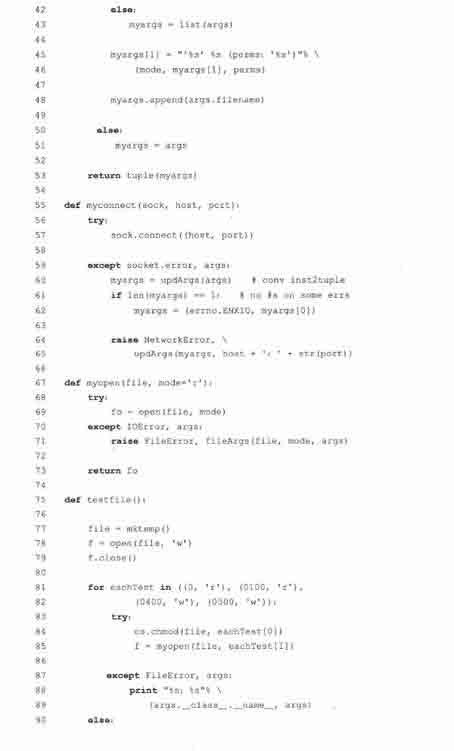 42 else:
43 myargs = list(args)
44
45 myargs[1] = "'%s' %s (perms: '%s')"% \
46 (mode, myargs[1], perms)
47
48 myargs.append(args.filename)
49
50 else:
51 myargs = args
52
53 return tuple(myargs)
54
55 def myconnect(sock, host, port):
56 try:
57 sock.connect((host, port))
58
59 except socket.error, args:
60 myargs = updArgs(args) # conv inst2tuple
61 if len(myargs) == 1: # no #s on some errs
62 myargs = (errno.ENXIO, myargs[0])
63
64 raise NetworkError, \
65 updArgs(myargs, host + ':' + str(port))
66
67 def myopen(file, mode='r'):
68 try:
69 fo = open(file, mode)
70 except IOError, args:
71 raise FileError, fileArgs(file, mode, args)
72
73 return fo
74
75 def testfile():
76
77 file = mktemp()
78 f = open(file, 'w')
79 f.close()
80
81 for eachTest in ((0, 'r'), (0100, 'r'),
82 (0400, 'w'), (0500, 'w')):
83 try:
84 os.chmod(file, eachTest[0])
85 f = myopen(file, eachTest[1])
86
87 except FileError, args:
88 print "%s: %s"% \
89 (args.__class__.__name__, args)
90 else: